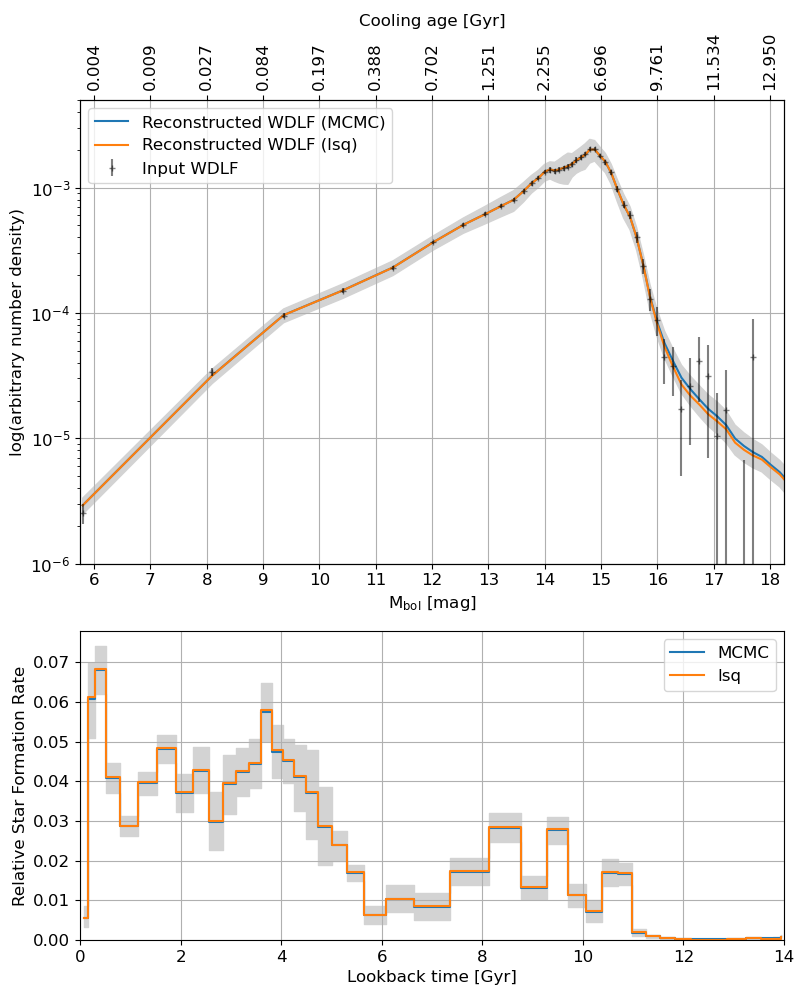 Cooling age [Gyr]
0.004 0.009 0.027 0.084 0.197 0.388 0.702 1.251 2.255 6.696 9.761 11.534 12.950
Reconstructed WDLF (MCMC)
Reconstructed WDLF (lsq)
Input WDLF
log(arbitrary number density)
10⁻³
10⁻⁴
10⁻⁵
10⁻⁶
6 7 8 9 10 11 12 13 14 15 16 17 18
M_bol [mag]
MCMC
lsq
Relative Star Formation Rate
0.07
0.06
0.05
0.04
0.03
0.02
0.01
0.00
0 2 4 6 8 10 12 14
Lookback time [Gyr]